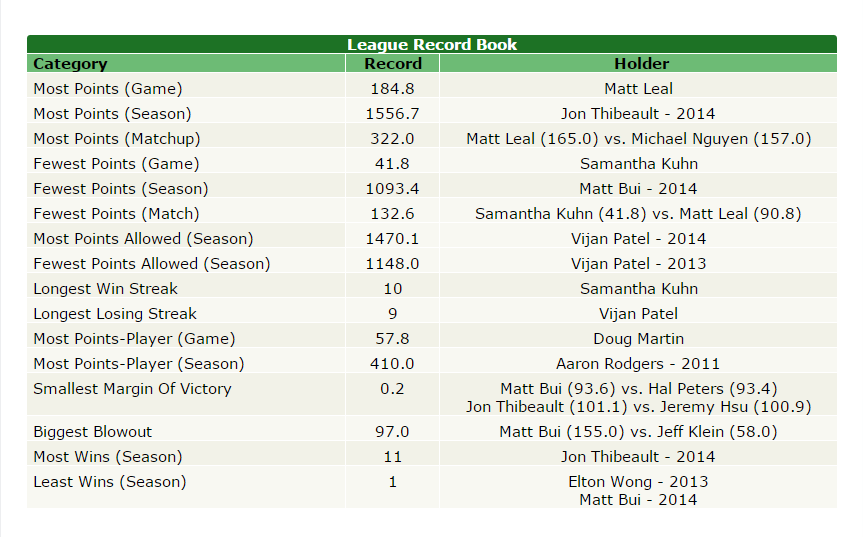 League Record Book
Category Record Holder
Most Points (Game) 184.8 Matt Leal
Most Points (Season) 1556.7 Jon Thibeault - 2014
Most Points (Matchup) 322.0 Matt Leal (165.0) vs. Michael Nguyen (157.0)
Fewest Points (Game) 41.8 Samantha Kuhn
Fewest Points (Season) 1093.4 Matt Bui - 2014
Fewest Points (Match) 132.6 Samantha Kuhn (41.8) vs. Matt Leal (90.8)
Most Points Allowed (Season) 1470.1 Vijan Patel - 2014
Fewest Points Allowed (Season) 1148.0 Vijan Patel - 2013
Longest Win Streak 10 Samantha Kuhn
Longest Losing Streak 9 Vijan Patel
Most Points-Player (Game) 57.8 Doug Martin
Most Points-Player (Season) 410.0 Aaron Rodgers - 2011
Smallest Margin Of Victory 0.2 Matt Bui (93.6) vs. Hal Peters (93.4)
Jon Thibeault (101.1) vs. Jeremy Hsu (100.9)
Biggest Blowout 97.0 Matt Bui (155.0) vs. Jeff Klein (58.0)
Most Wins (Season) 11 Jon Thibeault - 2014
Least Wins (Season) 1 Elton Wong - 2013
Matt Bui - 2014